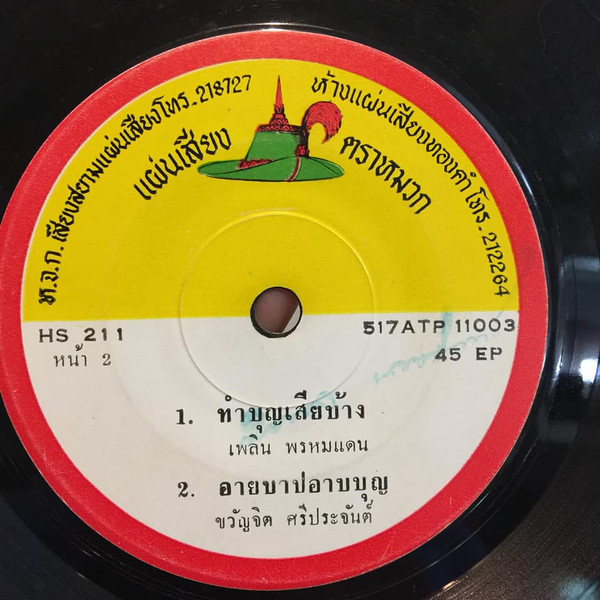 ห.จ.ก. เสียงสยามแผ่นเสียงโทร.218727
ห้างแผ่นเสียงทองคำ โทร.212264
แผ่นเสียง
ตราหมวก
HS 211
517ATP 11003
หน้า 2
45 EP
1. ทำบุญเสียบ้าง
เพลิน พรหมแดน
2. อายบาปอาบบุญ
ขวัญจิต ศรีประจันต์